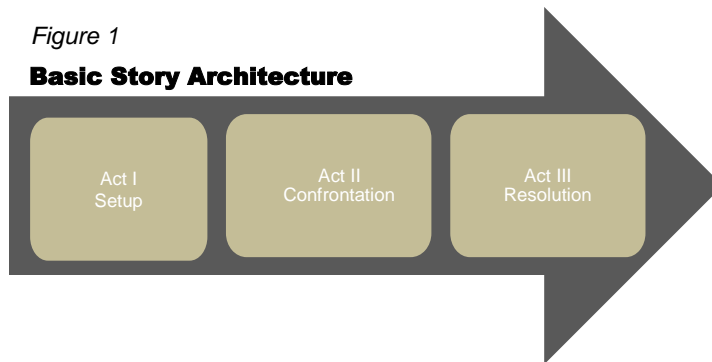 Figure 1
Basic Story Architecture
Act I
Setup
Act II
Confrontation
Act III
Resolution